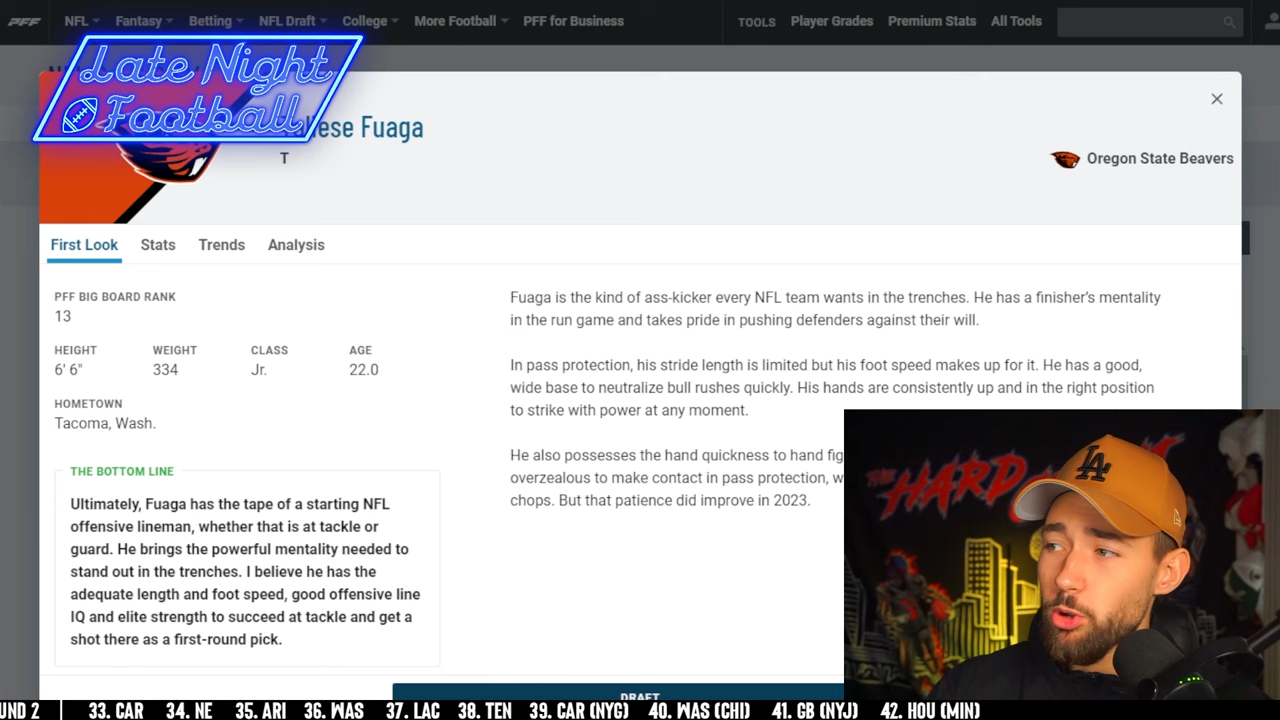 PFF NFL Fantasy Betting NFL Draft College More Football PFF for Business TOOLS Player Grades Premium Stats All Tools
Late Night
Football
Fuaga
T
Oregon State Beavers
First Look Stats Trends Analysis
PFF BIG BOARD RANK
13
HEIGHT WEIGHT CLASS AGE
6' 6" 334 Jr. 22.0
HOMETOWN
Tacoma, Wash.
THE BOTTOM LINE
Ultimately, Fuaga has the tape of a starting NFL
offensive lineman, whether that is at tackle or
guard. He brings the powerful mentality needed to
stand out in the trenches. I believe he has the
adequate length and foot speed, good offensive line
IQ and elite strength to succeed at tackle and get a
shot there as a first-round pick.
Fuaga is the kind of ass-kicker every NFL team wants in the trenches. He has a finisher's mentality
in the run game and takes pride in pushing defenders against their will.
In pass protection, his stride length is limited but his foot speed makes up for it. He has a good,
wide base to neutralize bull rushes quickly. His hands are consistently up and in the right position
to strike with power at any moment.
He also possesses the hand quickness to hand fig
overzealous to make contact in pass protection, w
chops. But that patience did improve in 2023.
THE HARD
LA
DRAFT
UND 2 33. CAR 34. NE 35. ARI 36. WAS 37. LAC 38. TEN 39. CAR (NYG) 40. WAS (CHI) 41. GB (NYJ) 42. HOU (MIN)